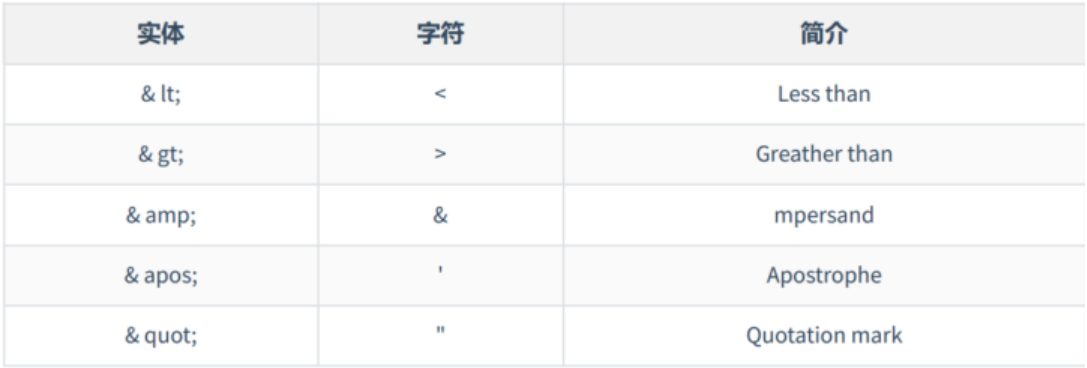 实体 字符 简介
& lt; < Less than
& gt; > Greather than
& amp; & mpersand
& apos; ' Apostrophe
& quot; " Quotation mark